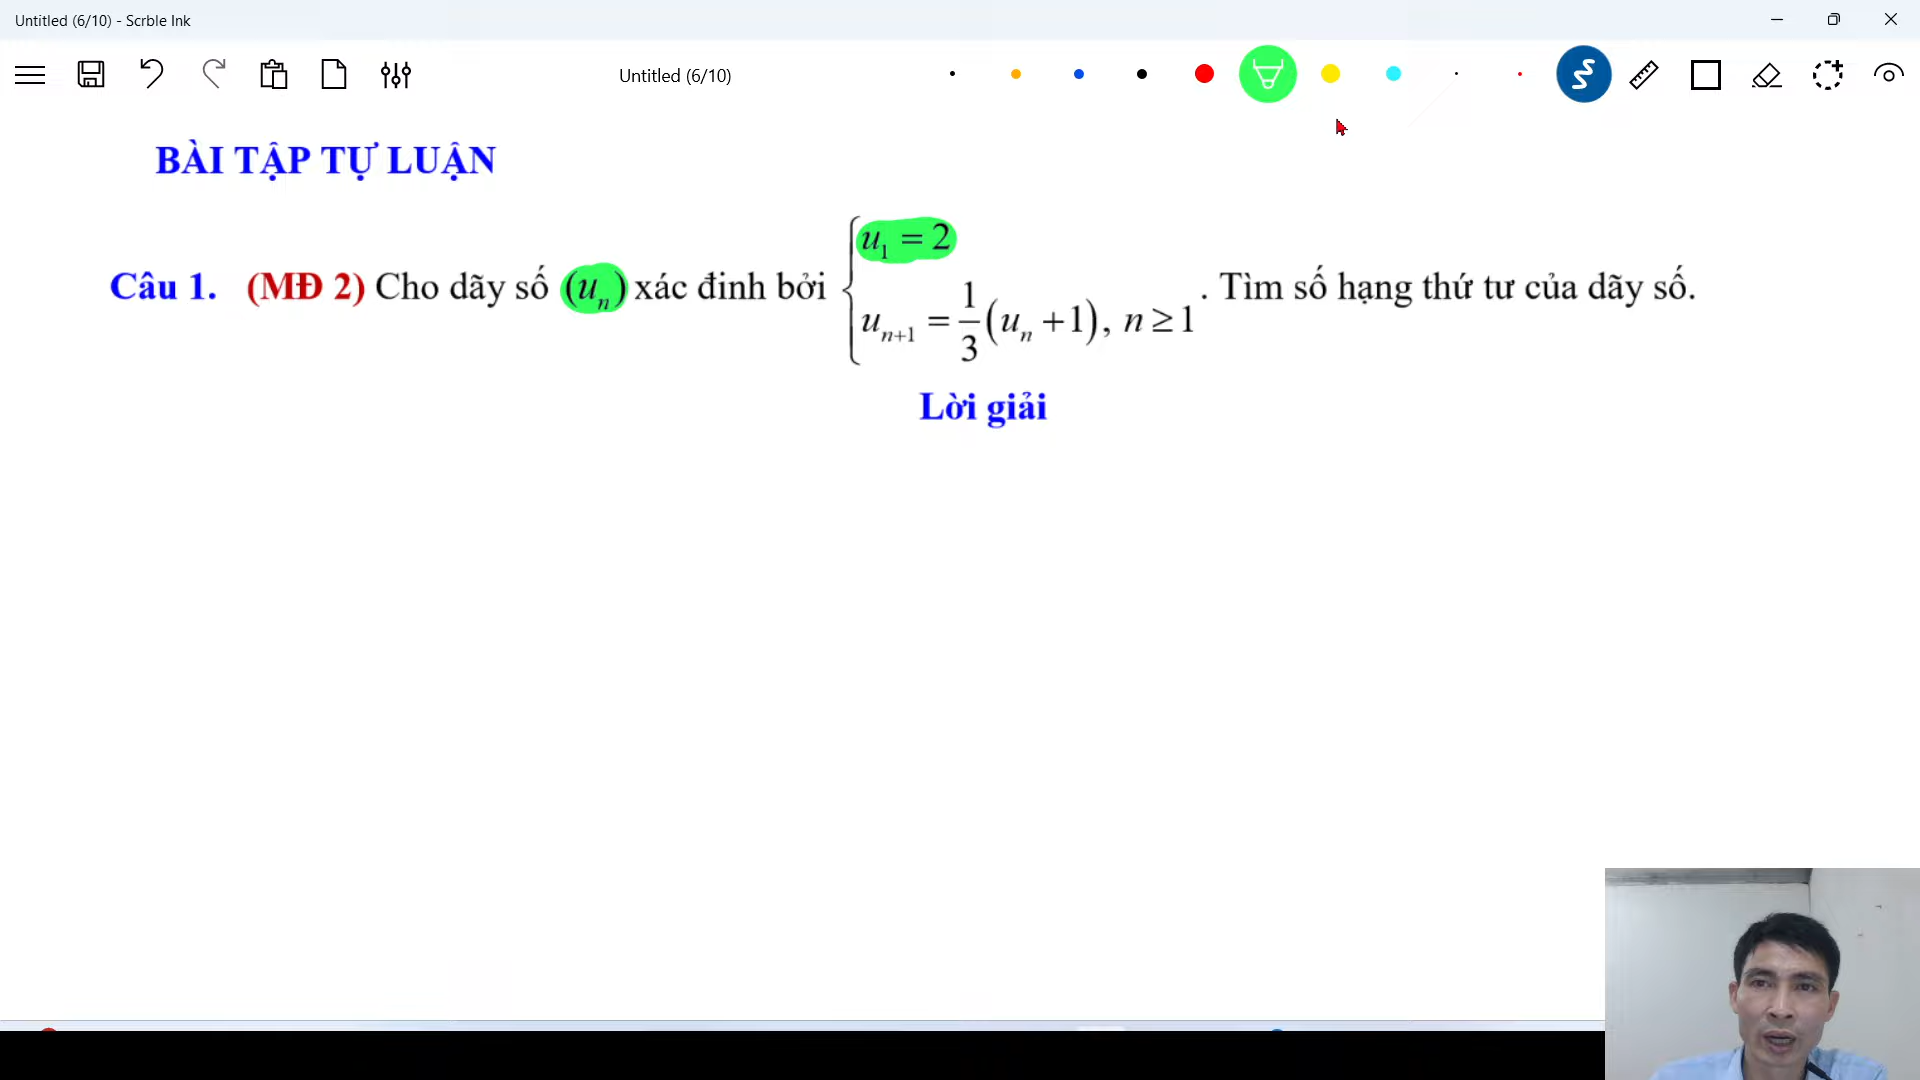 Untitled (6/10) - Scrble Ink
Untitled (6/10)
BÀI TẬP TỰ LUẬN
Câu 1. (MĐ 2) Cho dãy số (uₙ) xác đinh bởi { u₁ = 2 ; uₙ₊₁ = 1/3 (uₙ + 1), n ≥ 1 . Tìm số hạng thứ tư của dãy số.
Lời giải